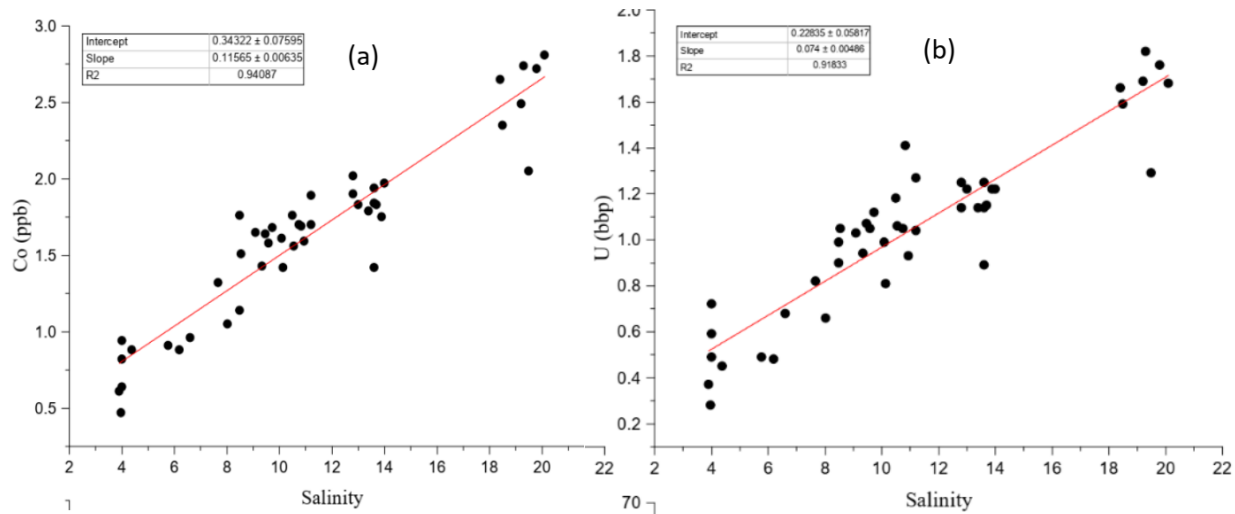 3.0
Intercept 0.34322 ± 0.07595
Slope 0.11565 ± 0.00635
R2 0.94087
(a)
2.5
2.0
1.5
1.0
0.5
Co (ppb)
2 4 6 8 10 12 14 16 18 20 22
Salinity
2.0
Intercept 0.22835 ± 0.05817
Slope 0.074 ± 0.00486
R2 0.91833
(b)
1.8
1.6
1.4
1.2
1.0
0.8
0.6
0.4
0.2
U (bbp)
2 4 6 8 10 12 14 16 18 20 22
Salinity
70